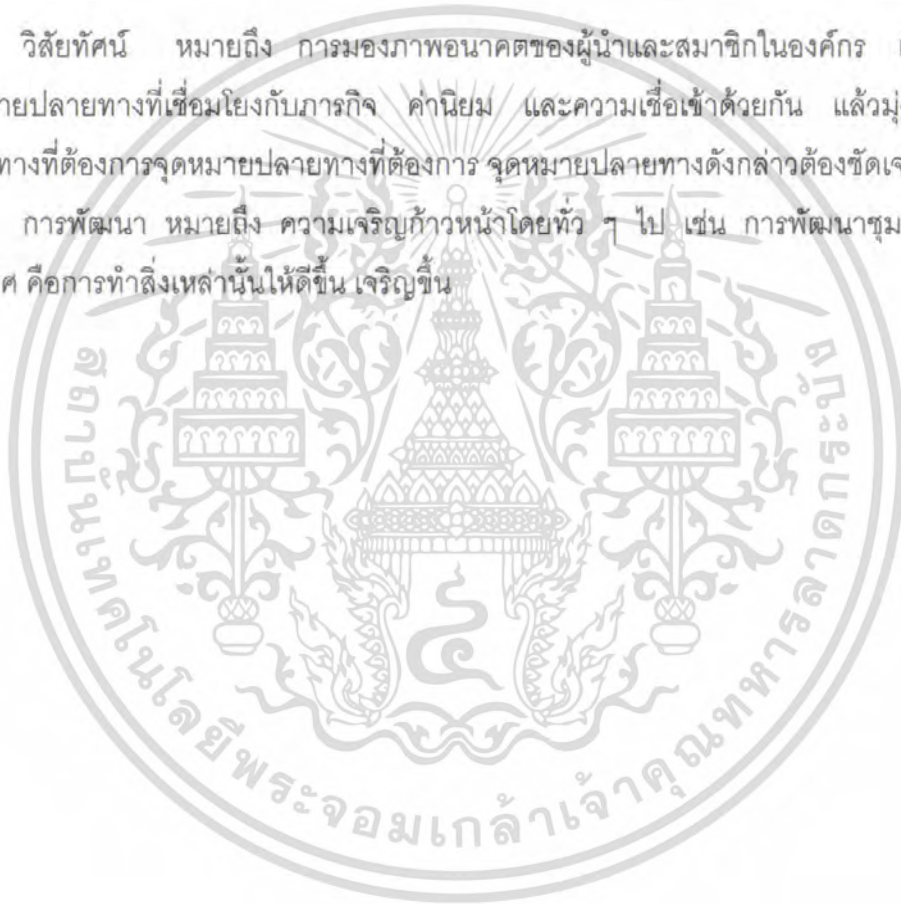 วิสัยทัศน์ หมายถึง การมองภาพอนาคตของผู้นำและสมาชิกในองค์กร
ายปลายทางที่เชื่อมโยงกับภารกิจ ค่านิยม และความเชื่อเข้าด้วยกัน แล้วมุ่
ทางที่ต้องการจุดหมายปลายทางที่ต้องการ จุดหมายปลายทางดังกล่าวต้องชัดเจ
การพัฒนา หมายถึง ความเจริญก้าวหน้าโดยทั่ว ๆ ไป เช่น การพัฒนาชุม
ศ คือการทำสิ่งเหล่านั้นให้ดีขึ้น เจริญขึ้น
สถาบันเทคโนโลยีพระจอมเกล้าเจ้าคุณทหารลาดกระบัง